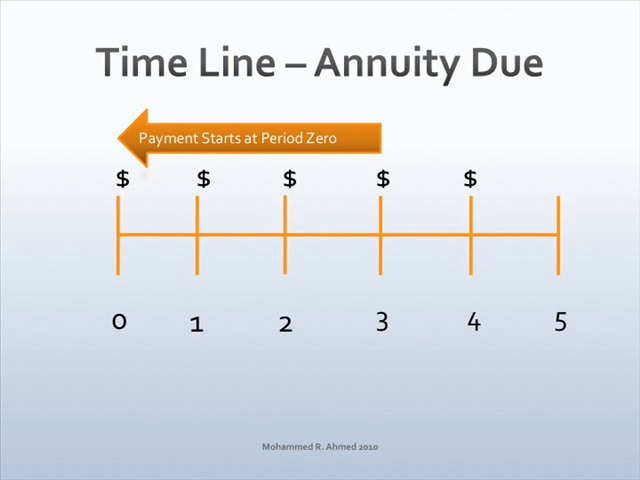 Time Line – Annuity Due
Payment Starts at Period Zero
$ $ $ $ $
0 1 2 3 4 5
Mohammed R. Ahmed 2010